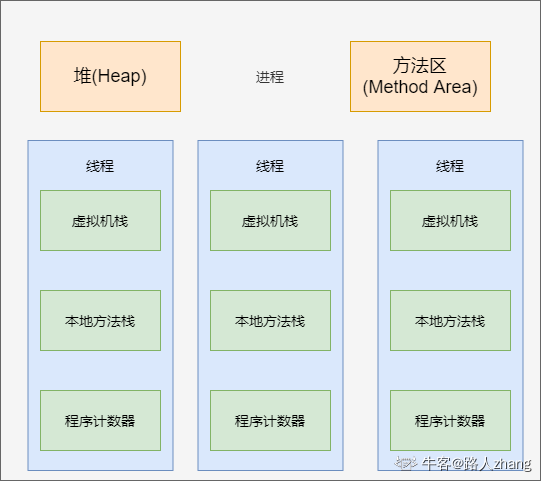 堆(Heap)
进程
方法区
(Method Area)
线程
虚拟机栈
本地方法栈
程序计数器
线程
虚拟机栈
本地方法栈
程序计数器
线程
虚拟机栈
本地方法栈
程序计数器
牛客@路人zhang